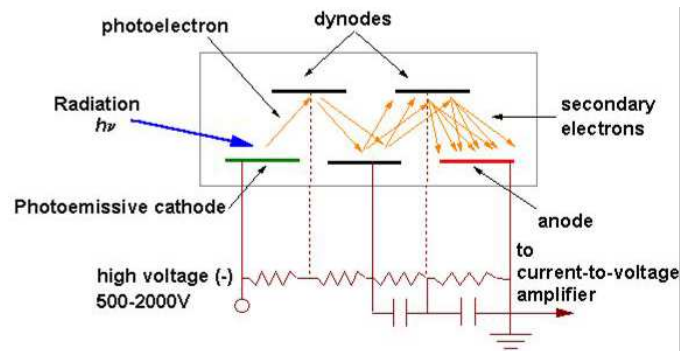 dynodes
photoelectron
Radiation
hν
secondary
electrons
Photoemissive cathode
anode
to
current-to-voltage
amplifier
high voltage (-)
500-2000V